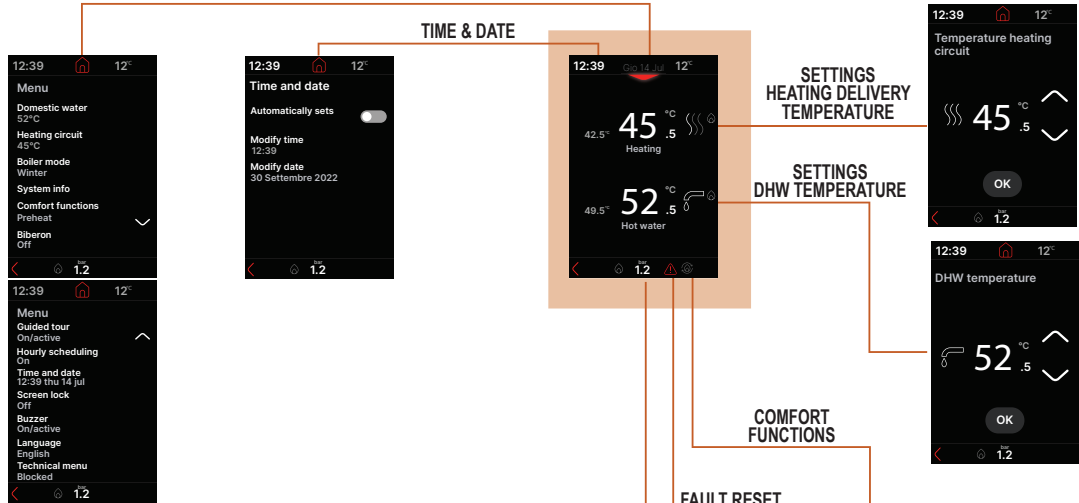 TIME & DATE
12:39 12°C
Menu
Domestic water
52°C
Heating circuit
45°C
Boiler mode
Winter
System info
Comfort functions
Preheat
Biberon
Off
bar
1.2
12:39 12°C
Menu
Guided tour
On/active
Hourly scheduling
On
Time and date
12:39 thu 14 jul
Screen lock
Off
Buzzer
On/active
Language
English
Technical menu
Blocked
bar
1.2
12:39 12°C
Time and date
Automatically sets
Modify time
12:39
Modify date
30 Settembre 2022
bar
1.2
12:39 Gio 14 Jul 12°C
42.5°C 45 °C .5
Heating
49.5°C 52 °C .5
Hot water
bar
1.2
SETTINGS
HEATING DELIVERY
TEMPERATURE
SETTINGS
DHW TEMPERATURE
COMFORT
FUNCTIONS
FAULT RESET
12:39 12°C
Temperature heating
circuit
45 °C .5
OK
bar
1.2
12:39 12°C
DHW temperature
52 °C .5
OK
bar
1.2